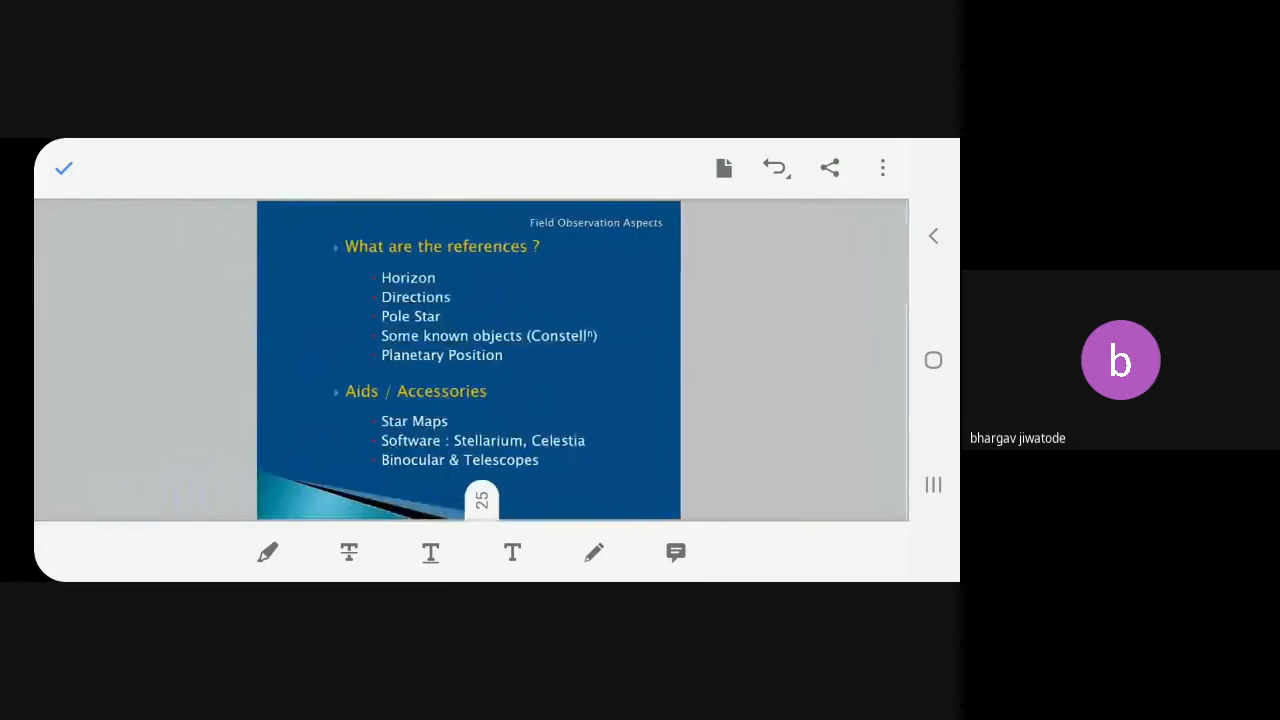 Field Observation Aspects
What are the references ?
Horizon
Directions
Pole Star
Some known objects (Constellⁿ)
Planetary Position
Aids / Accessories
Star Maps
Software : Stellarium, Celestia
Binocular & Telescopes
25
b
bhargav jiwatode